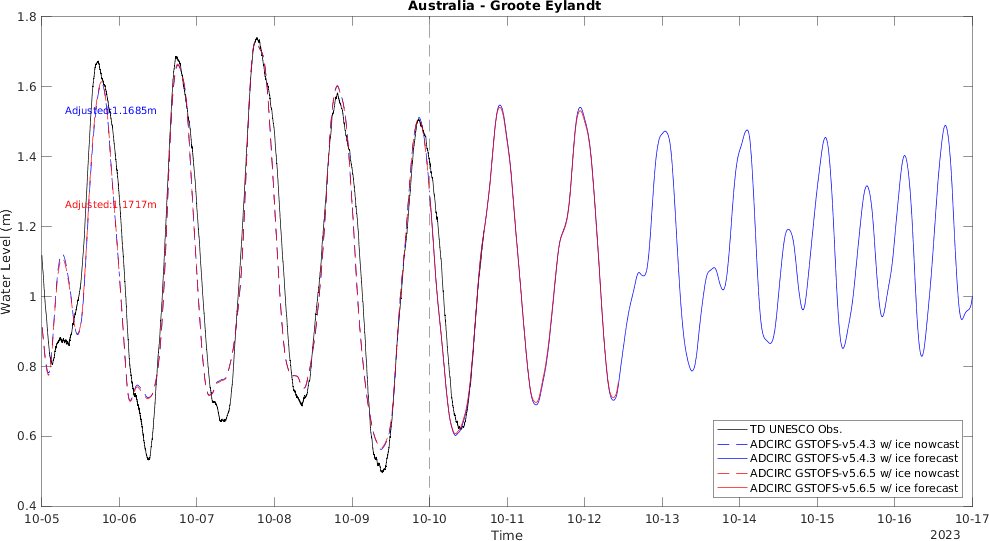 Australia - Groote Eylandt
1.8
1.6
1.4
1.2
1
0.8
0.6
0.4
Water Level (m)
Adjusted:1.1685m
Adjusted:1.1717m
TD UNESCO Obs.
ADCIRC GSTOFS-v5.4.3 w/ ice nowcast
ADCIRC GSTOFS-v5.4.3 w/ ice forecast
ADCIRC GSTOFS-v5.6.5 w/ ice nowcast
ADCIRC GSTOFS-v5.6.5 w/ ice forecast
10-05 10-06 10-07 10-08 10-09 10-10 10-11 10-12 10-13 10-14 10-15 10-16 10-17
Time
2023